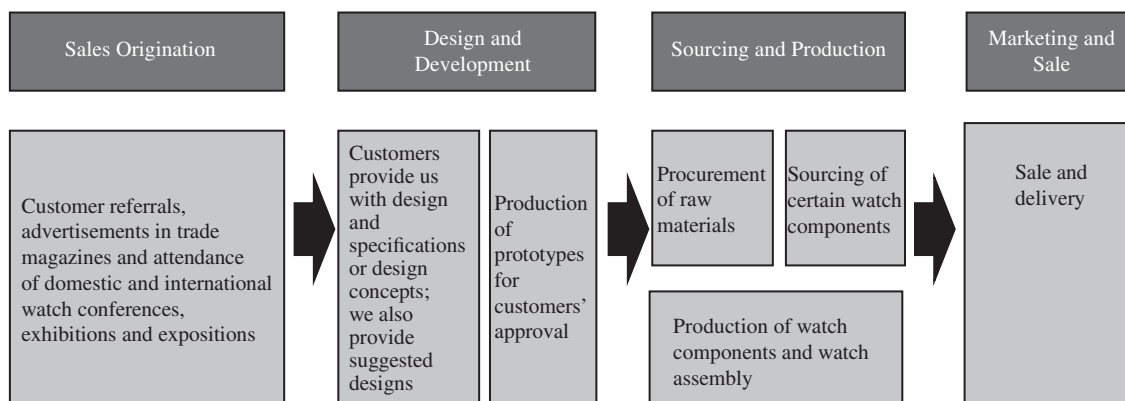 Sales Origination
Design and
Development
Sourcing and Production
Marketing and
Sale
Customer referrals,
advertisements in trade
magazines and attendance
of domestic and international
watch conferences,
exhibitions and expositions
Customers
provide us
with design
and
specifications
or design
concepts;
we also
provide
suggested
designs
Production
of
prototypes
for
customers’
approval
Procurement
of raw
materials
Sourcing of
certain watch
components
Production of watch
components and watch
assembly
Sale and
delivery